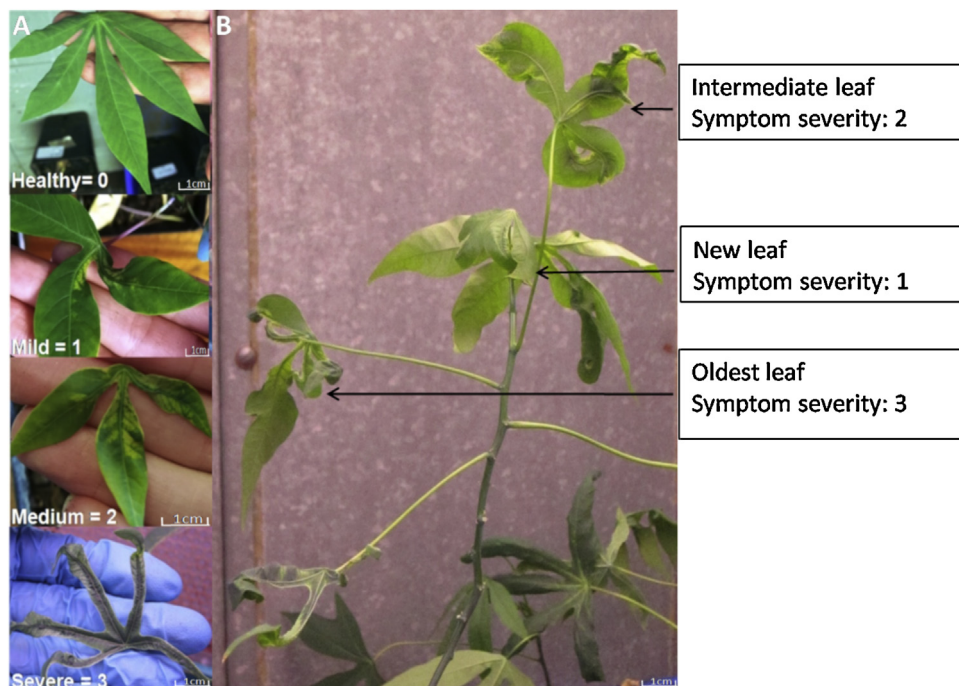 A
B
Healthy= 0
1cm
Mild = 1
1cm
Medium = 2
1cm
Severe = 3
1cm
1cm
Intermediate leaf
Symptom severity: 2
New leaf
Symptom severity: 1
Oldest leaf
Symptom severity: 3